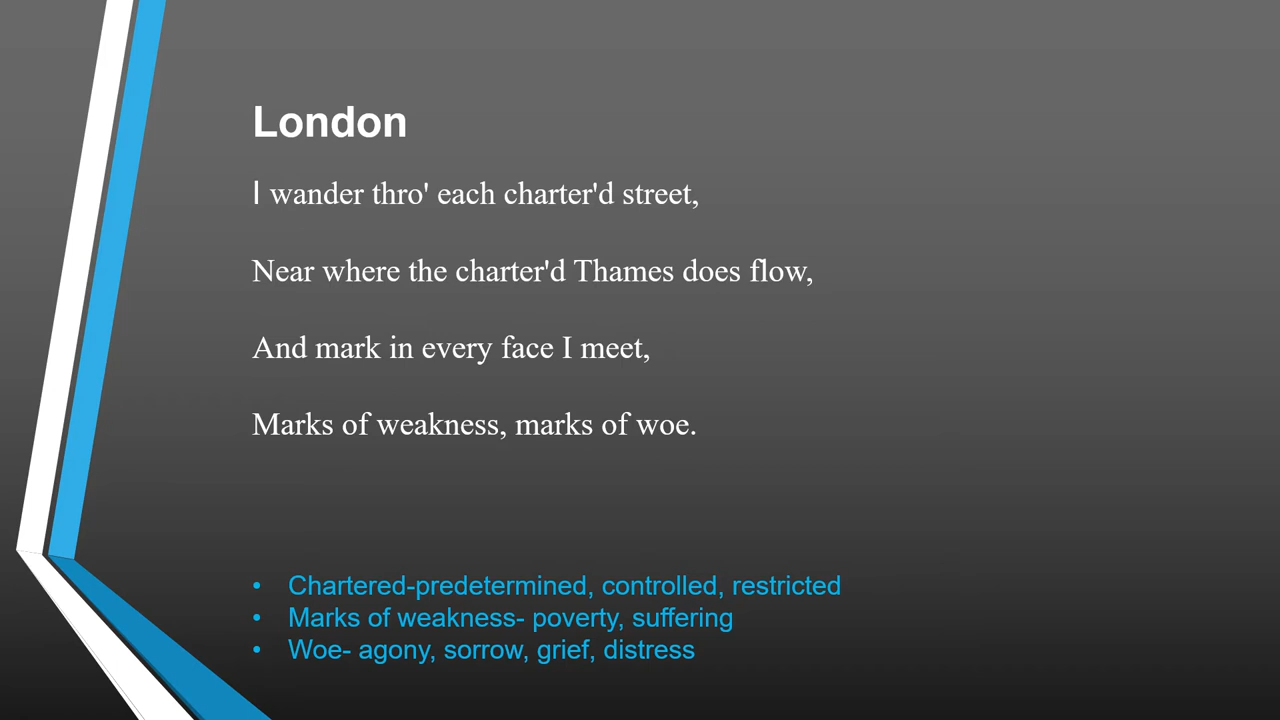 London
I wander thro' each charter'd street,
Near where the charter'd Thames does flow,
And mark in every face I meet,
Marks of weakness, marks of woe.
• Chartered-predetermined, controlled, restricted
• Marks of weakness- poverty, suffering
• Woe- agony, sorrow, grief, distress